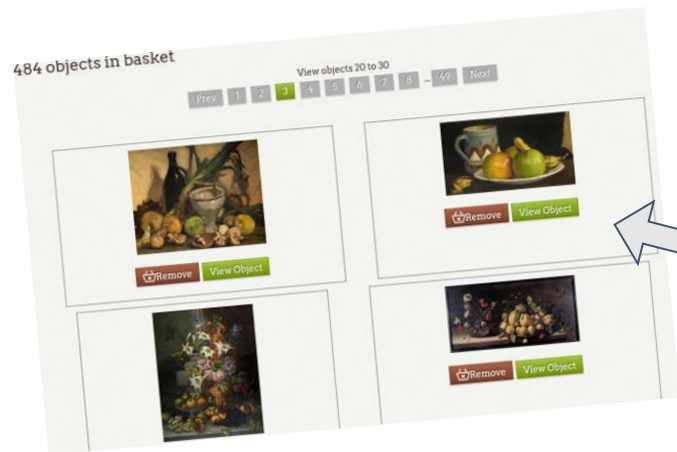 484 objects in basket
View objects 20 to 30
Prev 1 2 3 4 5 6 7 8 ... 49 Next
Remove View Object
Remove View Object
Remove View Object